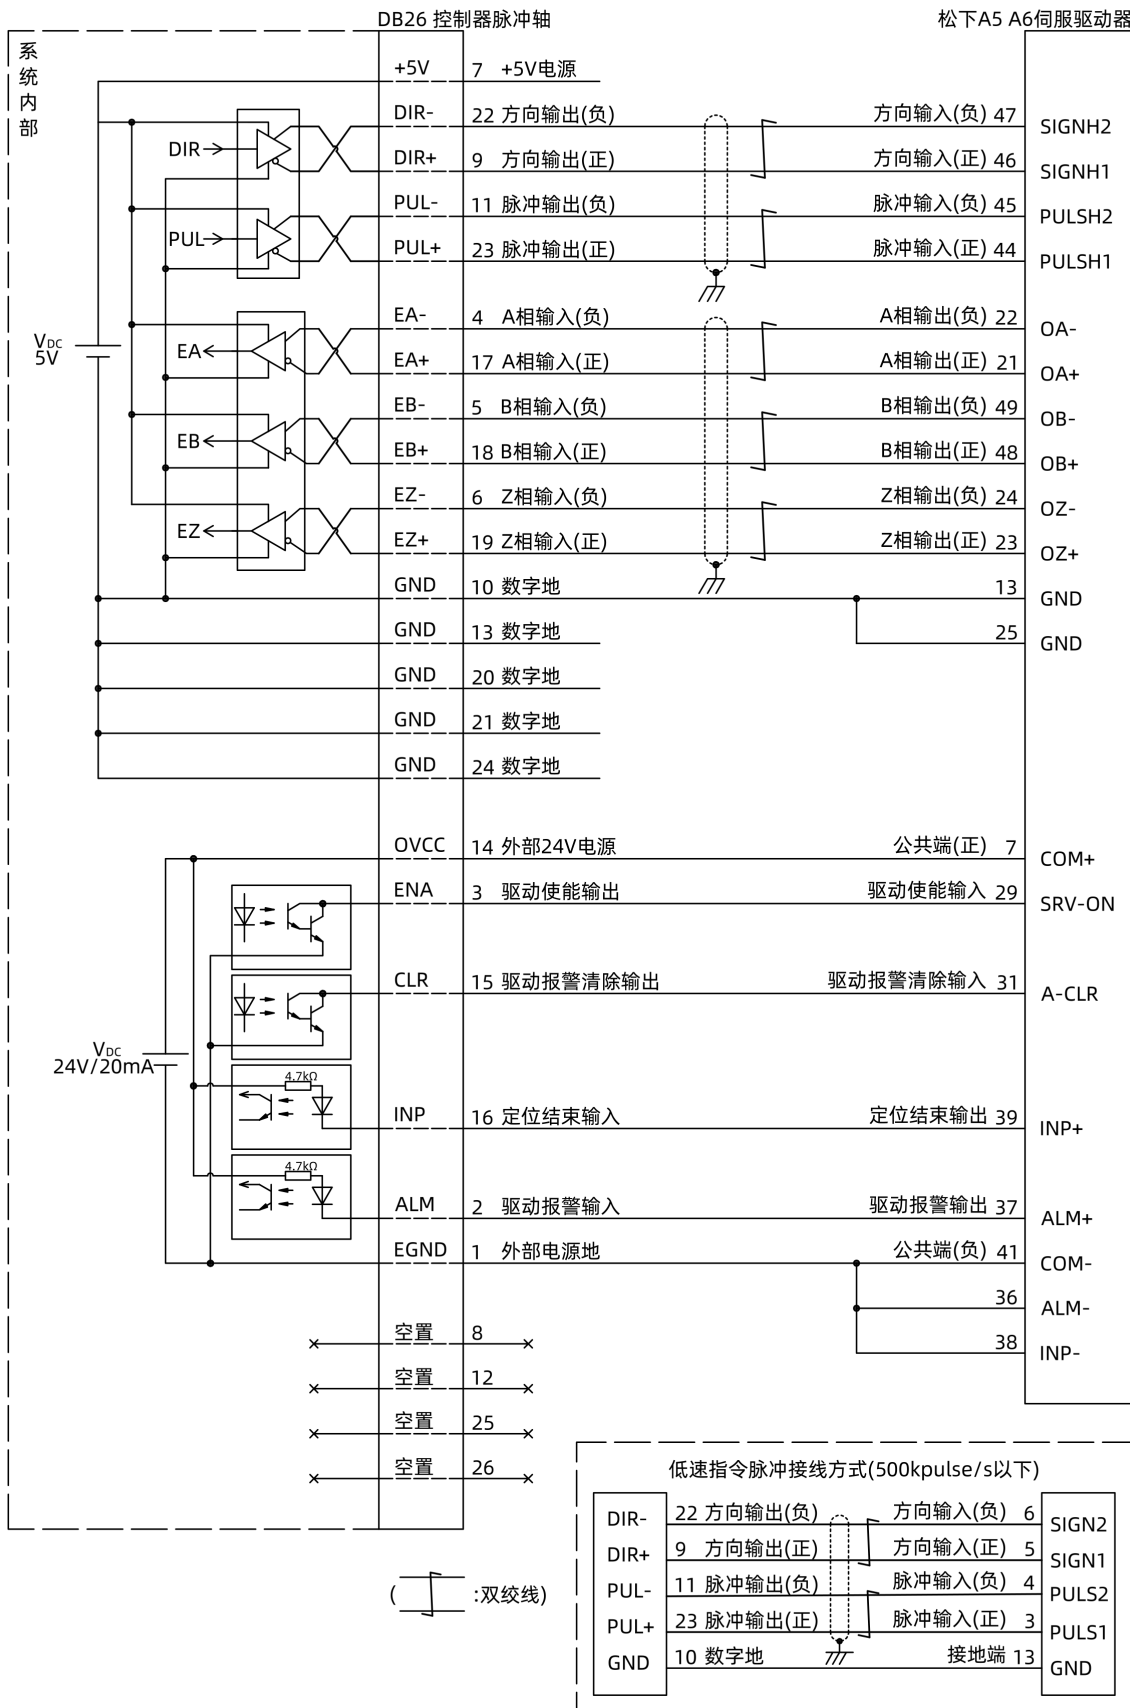 DB26 控制器脉冲轴
松下A5 A6伺服驱动器
系统内部
+5V 7 +5V电源
DIR- 22 方向输出(负) 方向输入(负) 47 SIGNH2
DIR
DIR+ 9 方向输出(正) 方向输入(正) 46 SIGNH1
PUL- 11 脉冲输出(负) 脉冲输入(负) 45 PULSH2
PUL
PUL+ 23 脉冲输出(正) 脉冲输入(正) 44 PULSH1
EA- 4 A相输入(负) A相输出(负) 22 OA-
VDC
5V
EA
EA+ 17 A相输入(正) A相输出(正) 21 OA+
EB- 5 B相输入(负) B相输出(负) 49 OB-
EB
EB+ 18 B相输入(正) B相输出(正) 48 OB+
EZ- 6 Z相输入(负) Z相输出(负) 24 OZ-
EZ
EZ+ 19 Z相输入(正) Z相输出(正) 23 OZ+
GND 10 数字地 13 GND
GND 13 数字地 25 GND
GND 20 数字地
GND 21 数字地
GND 24 数字地
OVCC 14 外部24V电源 公共端(正) 7 COM+
ENA 3 驱动使能输出 驱动使能输入 29 SRV-ON
CLR 15 驱动报警清除输出 驱动报警清除输入 31 A-CLR
VDC
24V/20mA
4.7kΩ
INP 16 定位结束输入 定位结束输出 39 INP+
4.7kΩ
ALM 2 驱动报警输入 驱动报警输出 37 ALM+
EGND 1 外部电源地 公共端(负) 41 COM-
36 ALM-
空置 8
38 INP-
空置 12
空置 25
空置 26
低速指令脉冲接线方式(500kpulse/s以下)
DIR- 22 方向输出(负) 方向输入(负) 6 SIGN2
DIR+ 9 方向输出(正) 方向输入(正) 5 SIGN1
PUL- 11 脉冲输出(负) 脉冲输入(负) 4 PULS2
PUL+ 23 脉冲输出(正) 脉冲输入(正) 3 PULS1
GND 10 数字地 接地端 13 GND
( :双绞线)